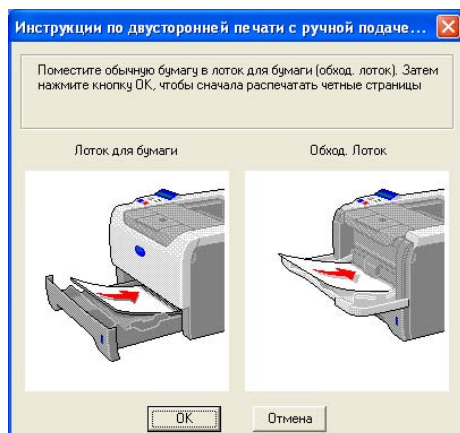 Инструкции по двусторонней печати с ручной подаче...
Поместите обычную бумагу в лоток для бумаги (обход. лоток). Затем
нажмите кнопку ОК, чтобы сначала распечатать четные страницы
Лоток для бумаги
Обход. Лоток
OK
Отмена